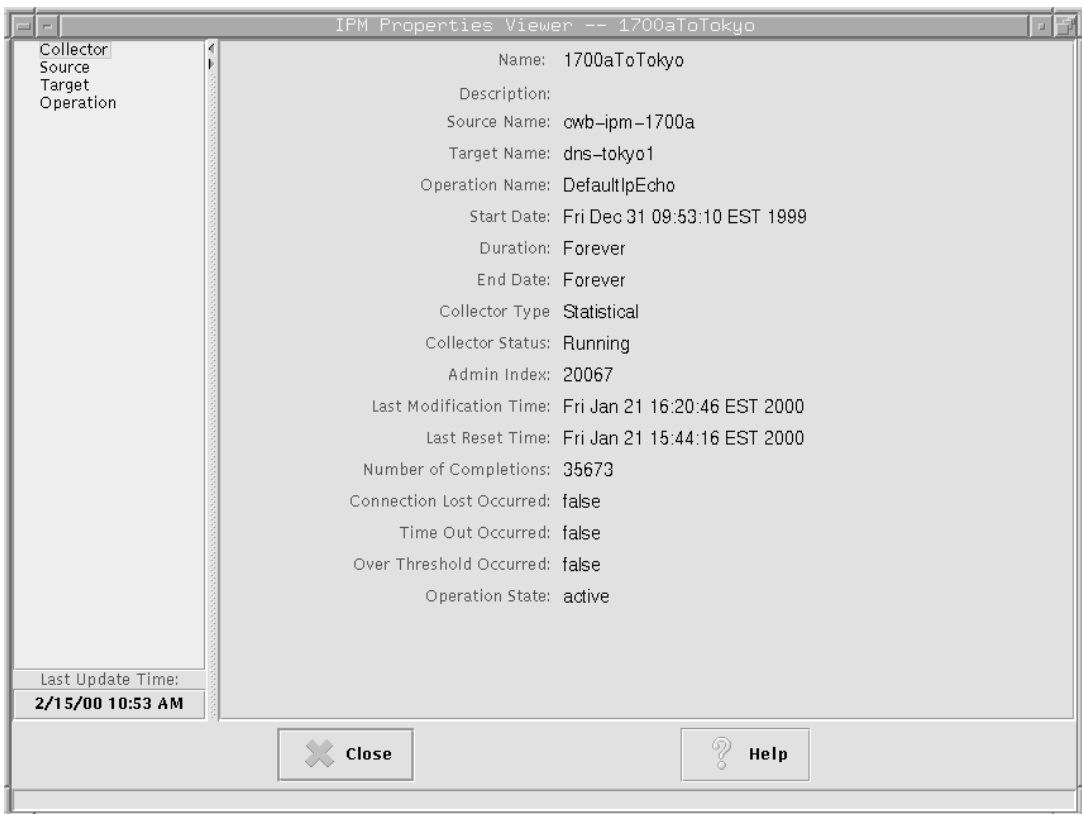 IPM Properties Viewer -- 1700aToTokyo
Collector
Source
Target
Operation
Name: 1700aToTokyo
Description:
Source Name: cwb-ipm-1700a
Target Name: dns-tokyo1
Operation Name: DefaultIpEcho
Start Date: Fri Dec 31 09:53:10 EST 1999
Duration: Forever
End Date: Forever
Collector Type Statistical
Collector Status: Running
Admin Index: 20067
Last Modification Time: Fri Jan 21 16:20:46 EST 2000
Last Reset Time: Fri Jan 21 15:44:16 EST 2000
Number of Completions: 35673
Connection Lost Occurred: false
Time Out Occurred: false
Over Threshold Occurred: false
Operation State: active
Last Update Time:
2/15/00 10:53 AM
Close
Help